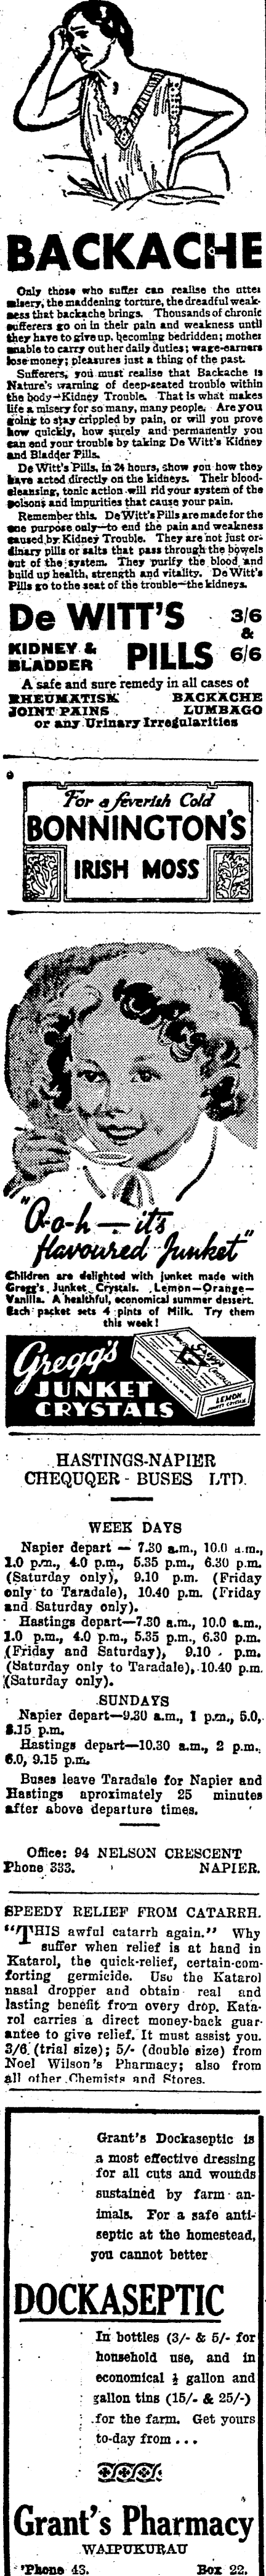 BACKACHE
Only those who suffer can realise the utter
misery, the maddening torture, the dreadful weak-
ness that backache brings. Thousands of chronic
sufferers go on in their pain and weakness until
they have to give up, becoming bedridden; mother
unable to carry out her daily duties; wage-earners
lose money; pleasures just a thing of the past.
Sufferers, you must realise that Backache is
Nature's warning of deep-seated trouble within
the body—Kidney Trouble. That is what makes
life a misery for so many, many people. Are you
going to stay crippled by pain, or will you prove
how quickly, how surely and permanently you
can end your trouble by taking De Witt's Kidney
and Bladder Pills.
De Witt's Pills, in 24 hours, show you how they
have acted directly on the kidneys. Their blood-
cleansing, tonic action will rid your system of the
poisons and impurities that cause your pain.
Remember this. De Witt's Pills are made for the
one purpose only—to end the pain and weakness
caused by Kidney Trouble. They are not just or-
dinary pills or salts that pass through the bowels
out of the system. They purify the blood and
build up health, strength and vitality. De Witt's
Pills go to the seat of the trouble—the kidneys.
De WITT'S 3/6
&
KIDNEY & BLADDER PILLS 6/6
A safe and sure remedy in all cases of
RHEUMATISM BACKACHE
JOINT PAINS LUMBAGO
or any Urinary Irregularities
For a feverish Cold
BONNINGTON'S
IRISH MOSS
"O-o-h—it's
flavoured Junket"
Children are delighted with junket made with
Gregg's Junket Crystals. Lemon—Orange—
Vanilla. A healthful, economical summer dessert.
Each packet sets 4 pints of Milk. Try them
this week!
Gregg's
JUNKET
CRYSTALS
LEMON
HASTINGS-NAPIER
CHEQUQER - BUSES LTD.
WEEK DAYS
Napier depart — 7.30 a.m., 10.0 a.m.,
1.0 p.m., 4.0 p.m., 5.35 p.m., 6.30 p.m.
(Saturday only), 9.10 p.m. (Friday
only to Taradale), 10.40 p.m. (Friday
and Saturday only).
Hastings depart—7.30 a.m., 10.0 a.m.,
1.0 p.m., 4.0 p.m., 5.35 p.m., 6.30 p.m.
(Friday and Saturday), 9.10 p.m.
(Saturday only to Taradale), 10.40 p.m.
(Saturday only).
SUNDAYS
Napier depart—9.30 a.m., 1 p.m., 5.0,
8.15 p.m.
Hastings depart—10.30 a.m., 2 p.m.,
6.0, 9.15 p.m.
Buses leave Taradale for Napier and
Hastings aproximately 25 minutes
after above departure times.
Office: 94 NELSON CRESCENT
Phone 333. NAPIER.
SPEEDY RELIEF FROM CATARRH.
"THIS awful catarrh again." Why
suffer when relief is at hand in
Katarol, the quick-relief, certain-com-
forting germicide. Use the Katarol
nasal dropper and obtain real and
lasting benefit from every drop. Kata-
rol carries a direct money-back guar-
antee to give relief. It must assist you.
3/6 (trial size); 5/- (double size) from
Noel Wilson's Pharmacy; also from
all other Chemists and Stores.
Grant's Dockaseptic is
a most effective dressing
for all cuts and wounds
sustained by farm an-
imals. For a safe anti-
septic at the homestead,
you cannot better
DOCKASEPTIC
In bottles (3/- & 5/- for
household use, and in
economical ½ gallon and
gallon tins (15/- & 25/-)
for the farm. Get yours
to-day from . . .
Grant's Pharmacy
WAIPUKURAU
'Phone 43. Box 22.